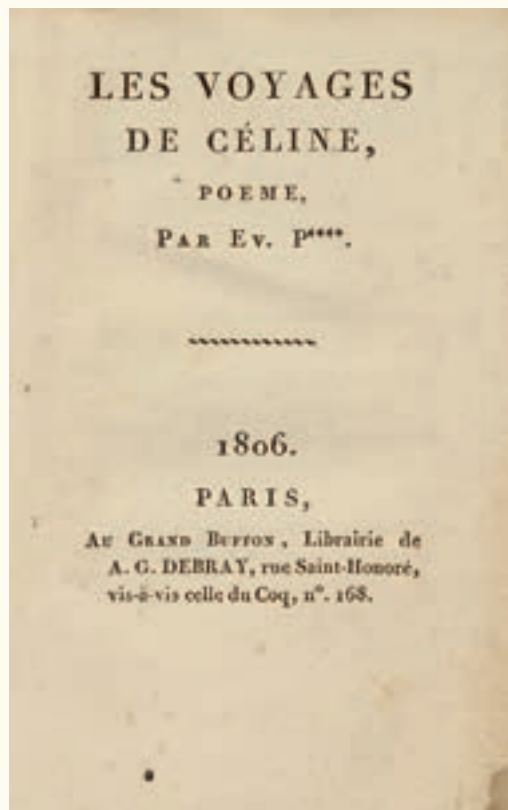 LES VOYAGES
DE CÉLINE,
POEME,
PAR EV. P****.
1806.
PARIS,
AU GRAND BUFFON, Librairie de
A. G. DEBRAY, rue Saint-Honoré,
vis-à-vis celle du Coq, n°. 168.